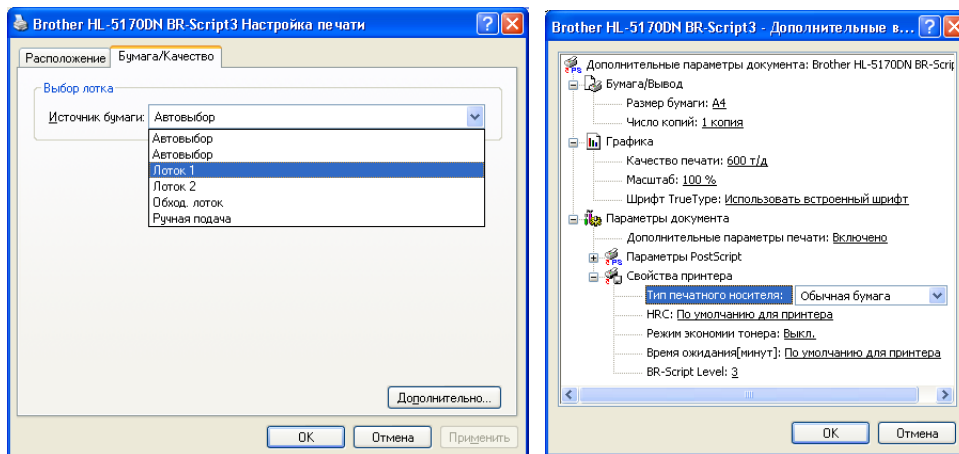 Brother HL-5170DN BR-Script3 Настройка печати
Расположение
Бумага/Качество
Выбор лотка
Источник бумаги: Автовыбор
Автовыбор
Автовыбор
Лоток 1
Лоток 2
Обход. лоток
Ручная подача
Дополнительно...
ОК
Отмена
Применить
Brother HL-5170DN BR-Script3 - Дополнительные в...
Дополнительные параметры документа: Brother HL-5170DN BR-Scrip
Бумага/Вывод
Размер бумаги: A4
Число копий: 1 копия
Графика
Качество печати: 600 т/д
Масштаб: 100 %
Шрифт TrueType: Использовать встроенный шрифт
Параметры документа
Дополнительные параметры печати: Включено
Параметры PostScript
Свойства принтера
Тип печатного носителя: Обычная бумага
HRC: По умолчанию для принтера
Режим экономии тонера: Выкл.
Время ожидания[минут]: По умолчанию для принтера
BR-Script Level: 3
ОК
Отмена